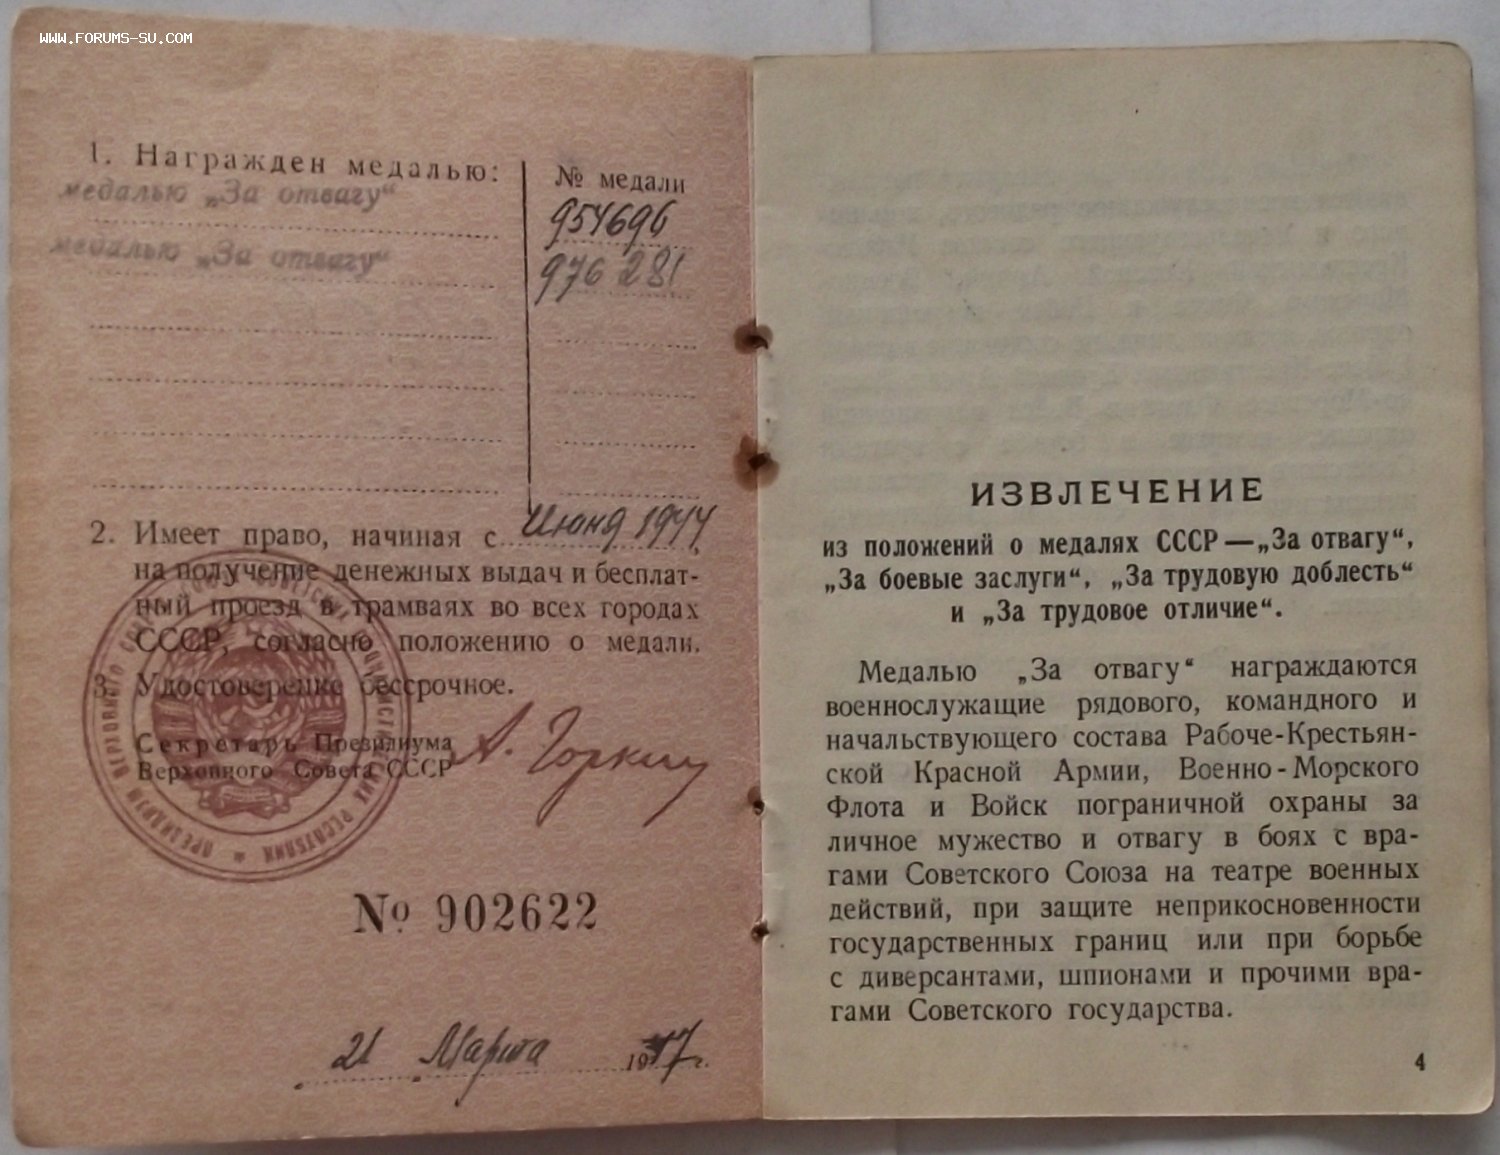 WWW.FORUMS-SU.COM
1. Награжден медалью:
№ медали
медалью „За отвагу“
954696
медалью „За отвагу“
976281
2. Имеет право, начиная с Июня 1944,
на получение денежных выдач и бесплат-
ный проезд в трамваях во всех городах
СССР, согласно положению о медали.
3. Удостоверение бессрочное.
Секретарь Президиума
Верховного Совета СССР
А. Горкин
№ 902622
21 Марта 1947 г.
ИЗВЛЕЧЕНИЕ
из положений о медалях СССР — „За отвагу“,
„За боевые заслуги“, „За трудовую доблесть“
и „За трудовое отличие“.
Медалью „За отвагу“ награждаются
военнослужащие рядового, командного и
начальствующего состава Рабоче-Крестьян-
ской Красной Армии, Военно-Морского
Флота и Войск пограничной охраны за
личное мужество и отвагу в боях с вра-
гами Советского Союза на театре военных
действий, при защите неприкосновенности
государственных границ или при борьбе
с диверсантами, шпионами и прочими вра-
гами Советского государства.
4